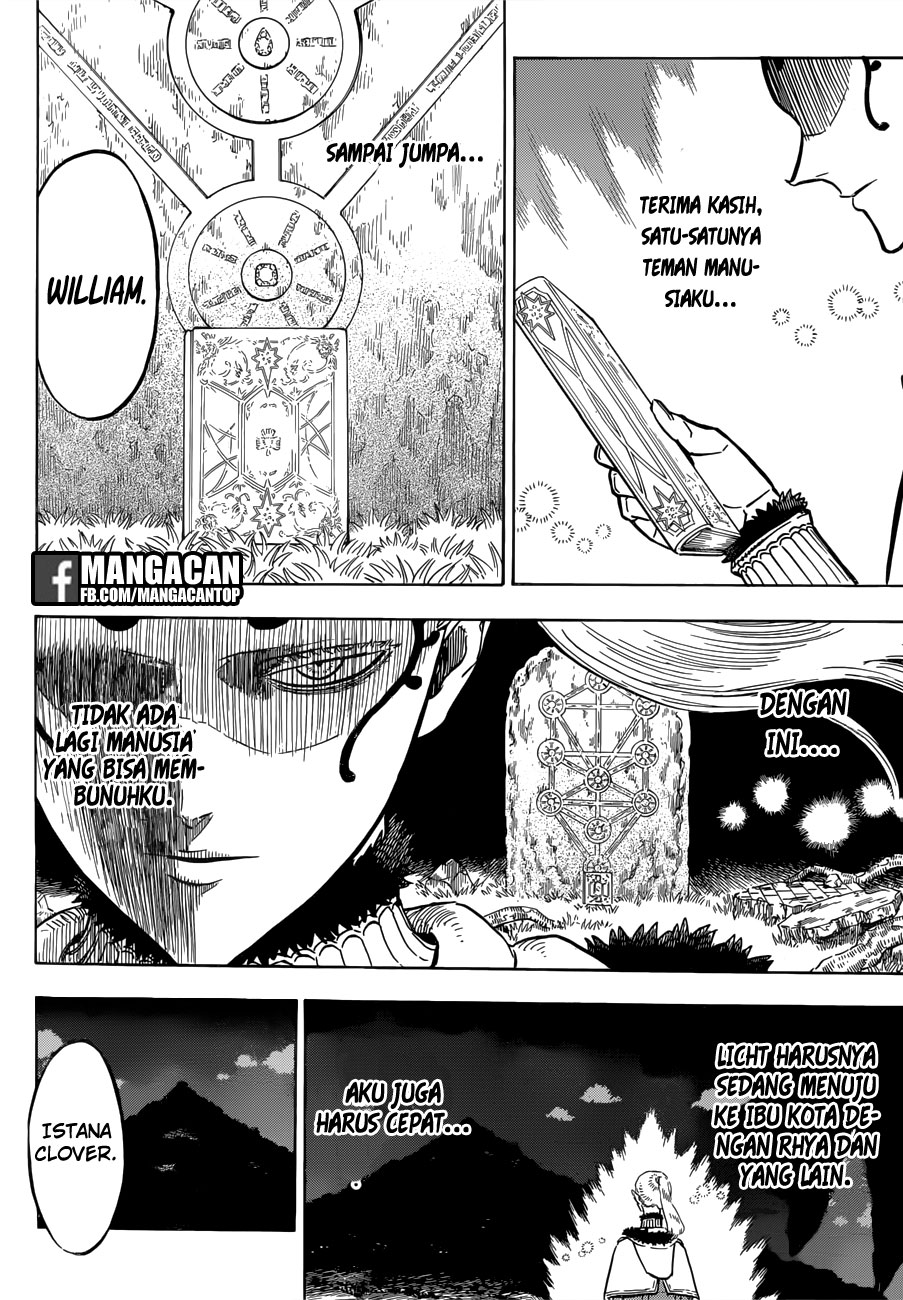 TERIMA KASIH,
SATU-SATUNYA
TEMAN MANU-
SIAKU...
SAMPAI JUMPA...
WILLIAM.
MANGACAN
FB.COM/MANGACANTOP
DENGAN
INI....
TIDAK ADA
LAGI MANUSIA
YANG BISA MEM-
BUNUHKU.
LICHT HARUSNYA
SEDANG MENUJU
KE IBU KOTA DE-
NGAN RHYA DAN
YANG LAIN.
AKU JUGA
HARUS CEPAT...
ISTANA
CLOVER.